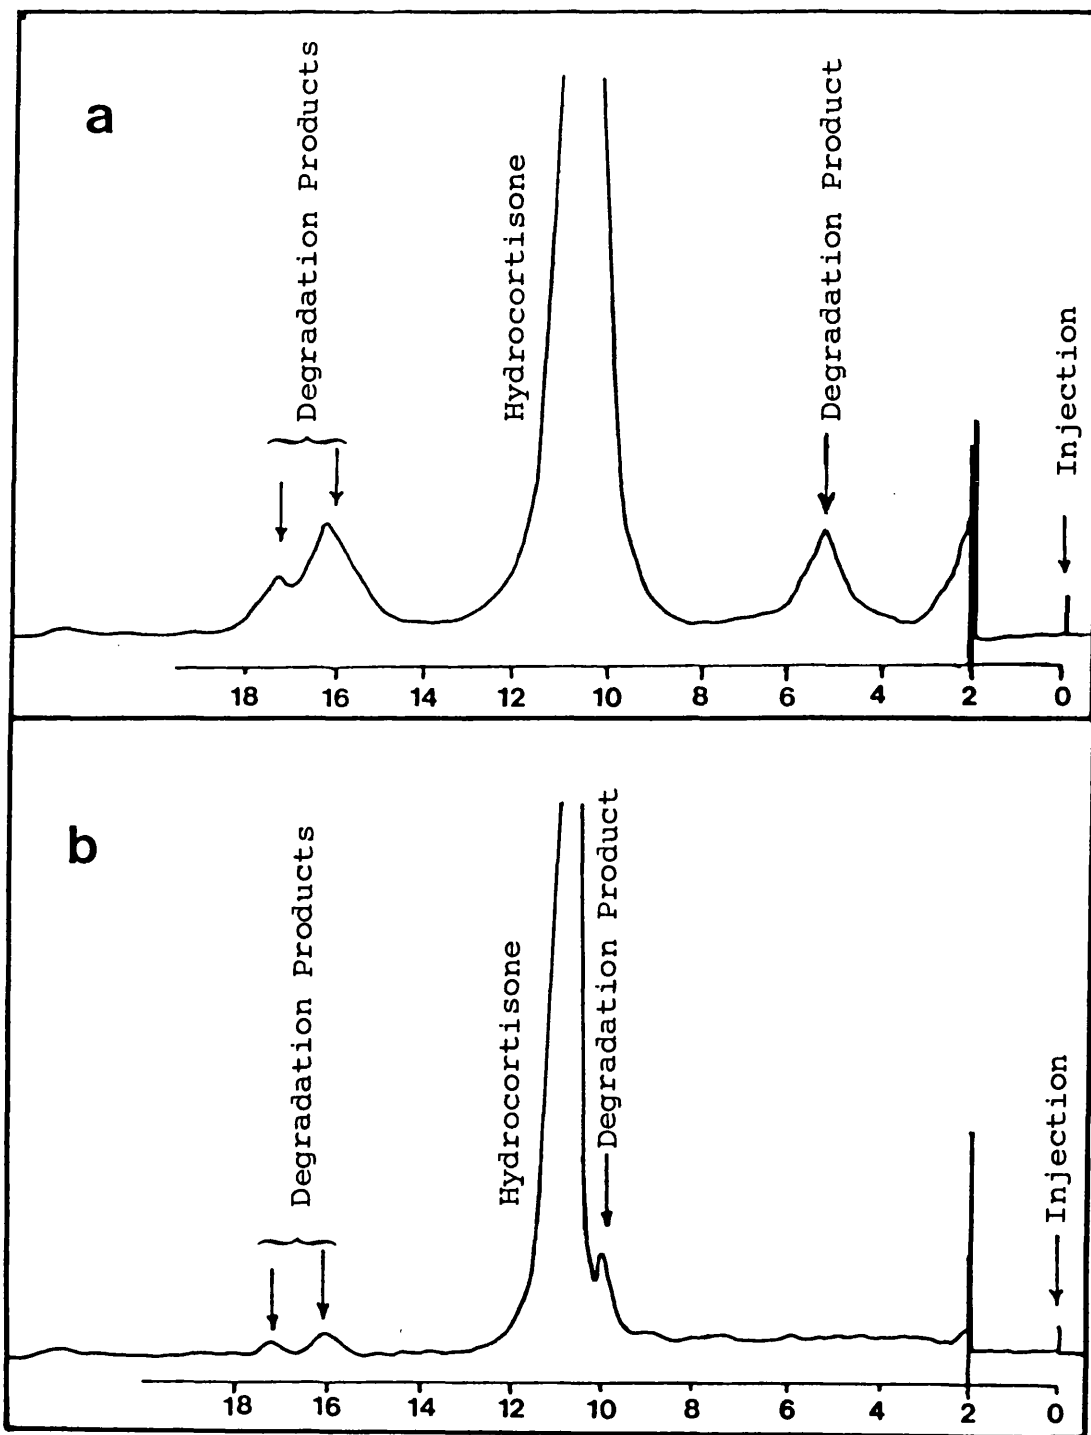 a
Degradation Products
Hydrocortisone
Degradation Product
Injection
18 16 14 12 10 8 6 4 2 0
b
Degradation Products
Hydrocortisone
Degradation Product
Injection
18 16 14 12 10 8 6 4 2 0